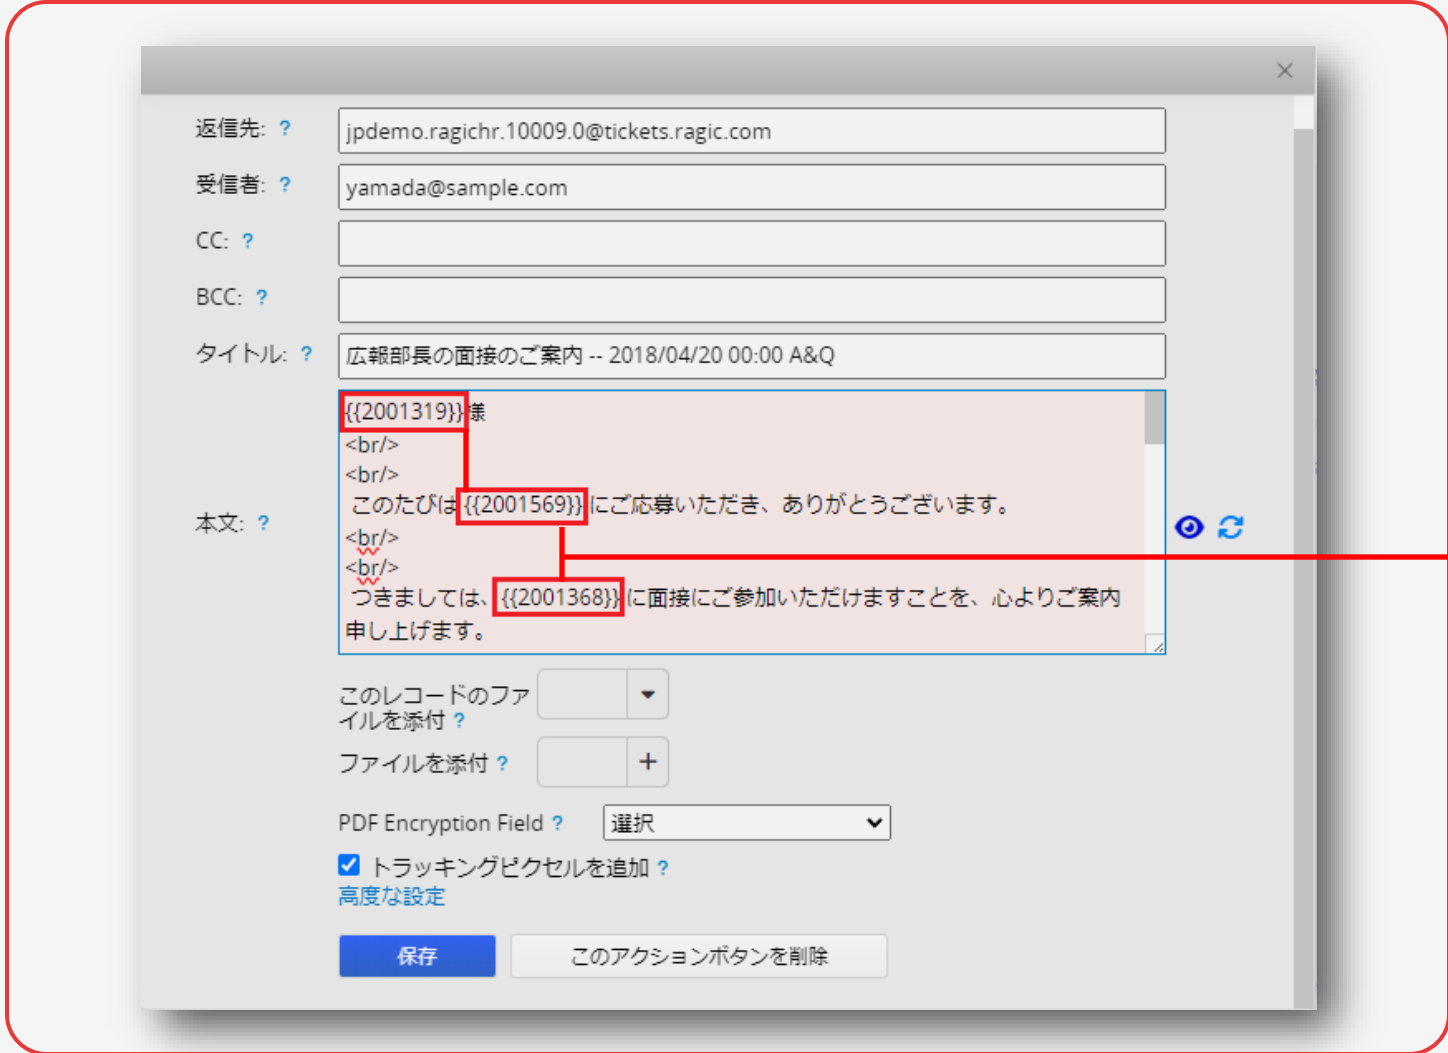 ×
返信先: ?
jpdemo.ragichr.10009.0@tickets.ragic.com
受信者: ?
yamada@sample.com
CC: ?
BCC: ?
タイトル: ?
広報部長の面接のご案内 -- 2018/04/20 00:00 A&Q
本文: ?
{{2001319}}様
<br/>
<br/>
このたびは {{2001569}} にご応募いただき、ありがとうございます。
<br/>
<br/>
つきましては、 {{2001368}} に面接にご参加いただけますことを、心よりご案内
申し上げます。
このレコードのファ
イルを添付 ?
ファイルを添付 ?
+
PDF Encryption Field ?
選択
トラッキングピクセルを追加 ?
高度な設定
保存
このアクションボタンを削除